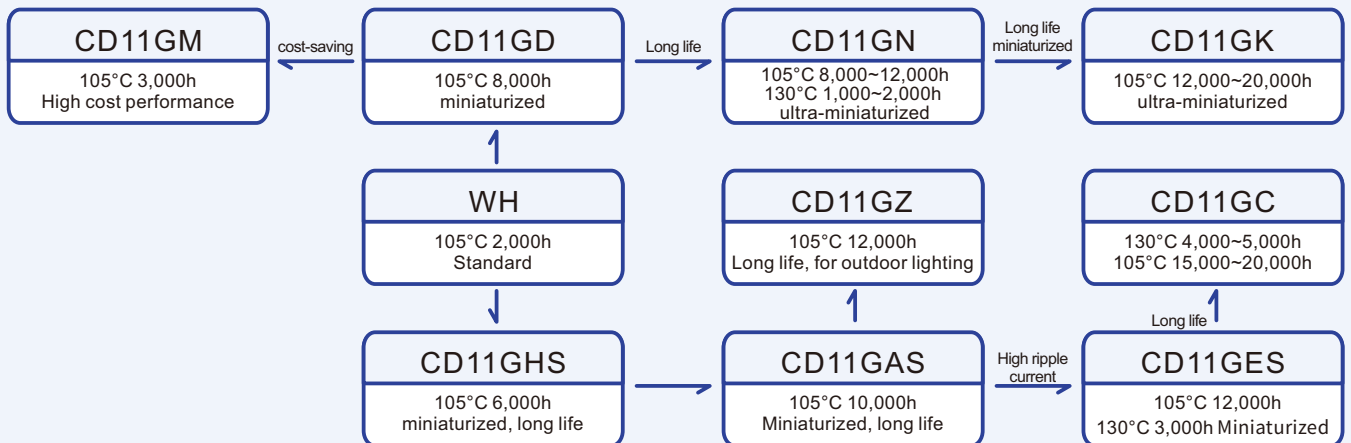 CD11GM
105°C 3,000h
High cost performance
cost-saving
CD11GD
105°C 8,000h
miniaturized
Long life
CD11GN
105°C 8,000~12,000h
130°C 1,000~2,000h
ultra-miniaturized
Long life
miniaturized
CD11GK
105°C 12,000~20,000h
ultra-miniaturized
WH
105°C 2,000h
Standard
CD11GZ
105°C 12,000h
Long life, for outdoor lighting
CD11GC
130°C 4,000~5,000h
105°C 15,000~20,000h
Long life
CD11GHS
105°C 6,000h
miniaturized, long life
CD11GAS
105°C 10,000h
Miniaturized, long life
High ripple
current
CD11GES
105°C 12,000h
130°C 3,000h Miniaturized